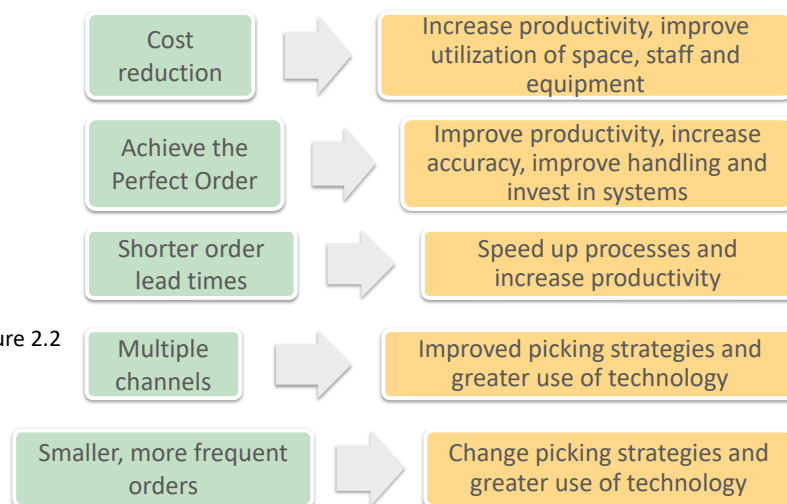 Cost
reduction
Increase productivity, improve
utilization of space, staff and
equipment
Achieve the
Perfect Order
Improve productivity, increase
accuracy, improve handling and
invest in systems
Shorter order
lead times
Speed up processes and
increase productivity
ure 2.2
Multiple
channels
Improved picking strategies and
greater use of technology
Smaller, more frequent
orders
Change picking strategies and
greater use of technology